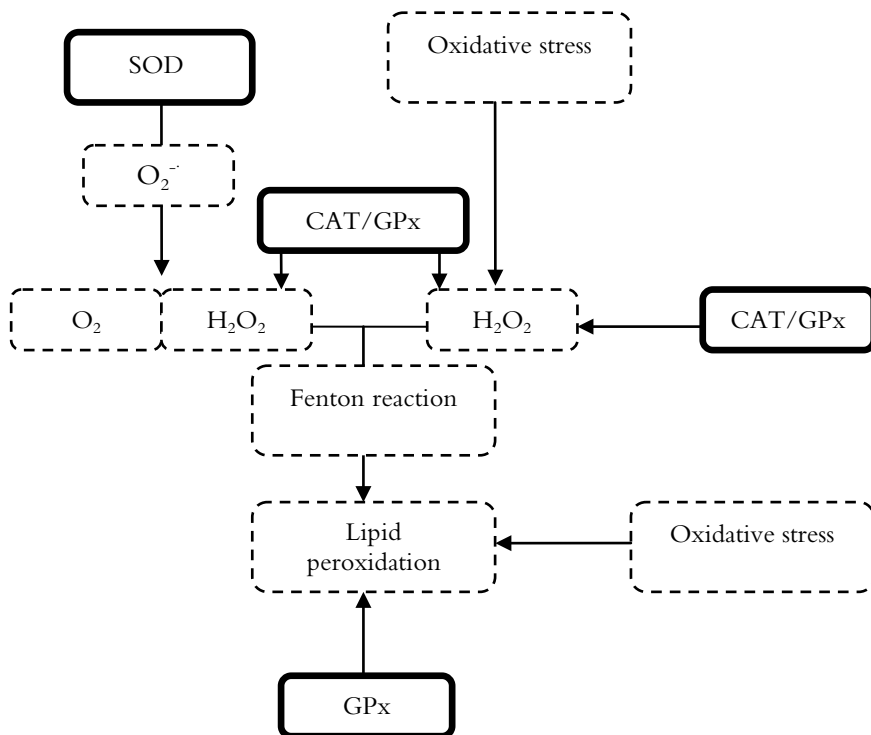 Oxidative stress
SOD
O₂⁻·
CAT/GPx
O₂
H₂O₂
H₂O₂
CAT/GPx
Fenton reaction
Lipid
peroxidation
Oxidative stress
GPx